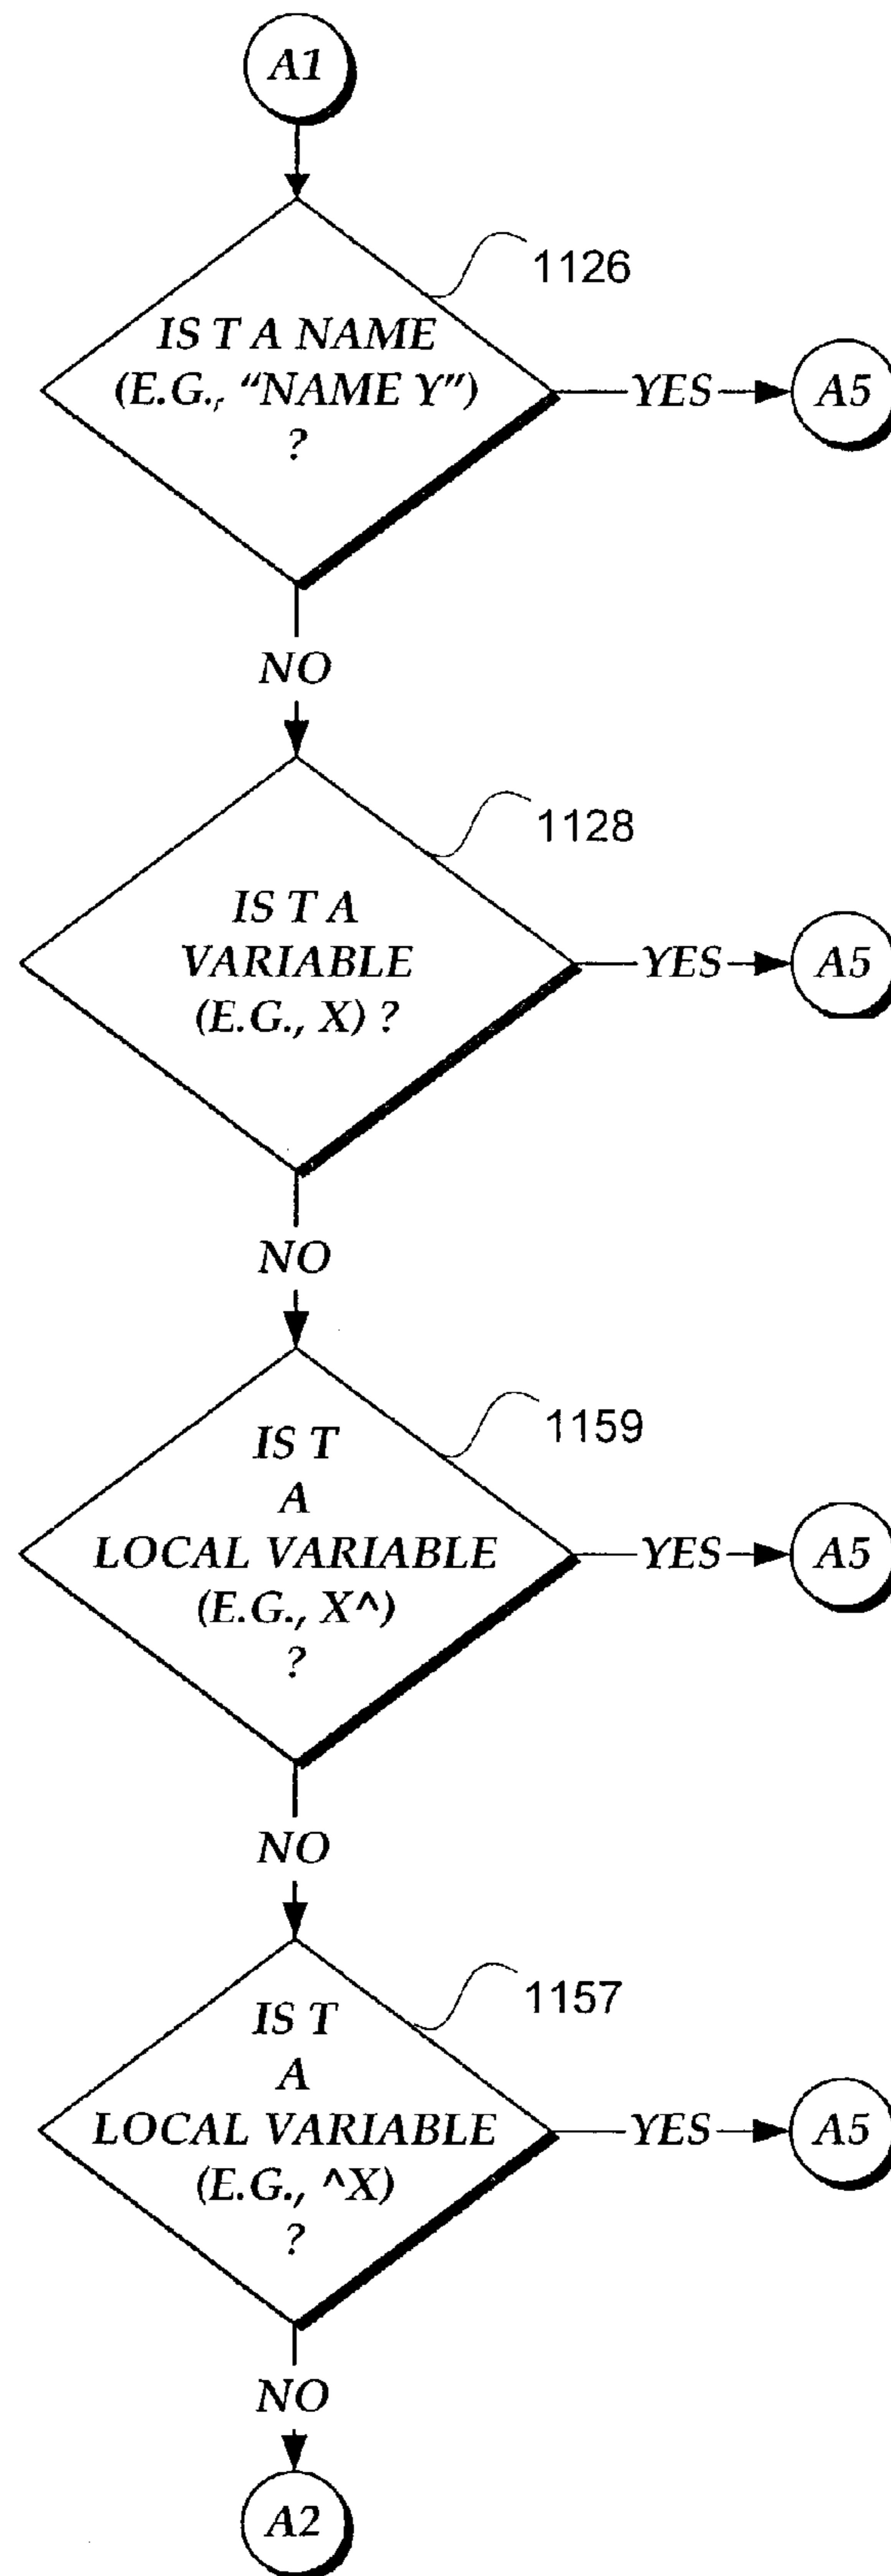 A1
1126
IS T A NAME
(E.G., "NAME Y")
?
YES
A5
NO
1128
IS T A
VARIABLE
(E.G., X) ?
YES
A5
NO
1159
IS T
A
LOCAL VARIABLE
(E.G., X^)
?
YES
A5
NO
1157
IS T
A
LOCAL VARIABLE
(E.G., ^X)
?
YES
A5
NO
A2